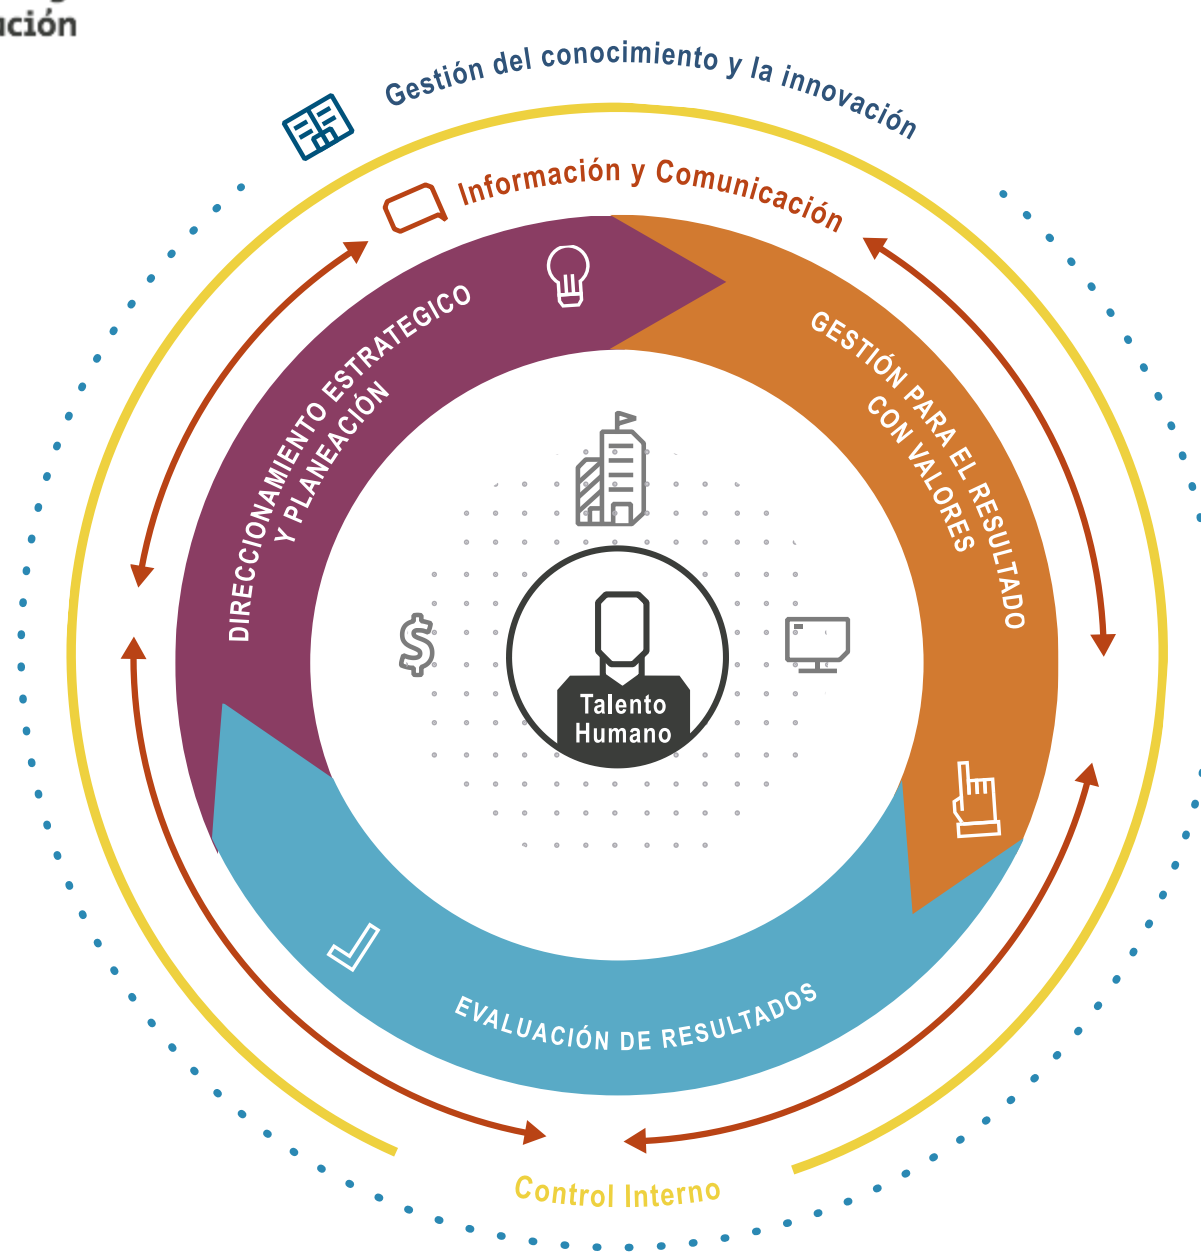 Gestión del conocimiento y la innovación
Información y Comunicación
DIRECCIONAMIENTO ESTRATEGICO
Y PLANEACIÓN
GESTIÓN PARA EL RESULTADO
CON VALORES
Talento
Humano
EVALUACIÓN DE RESULTADOS
Control Interno